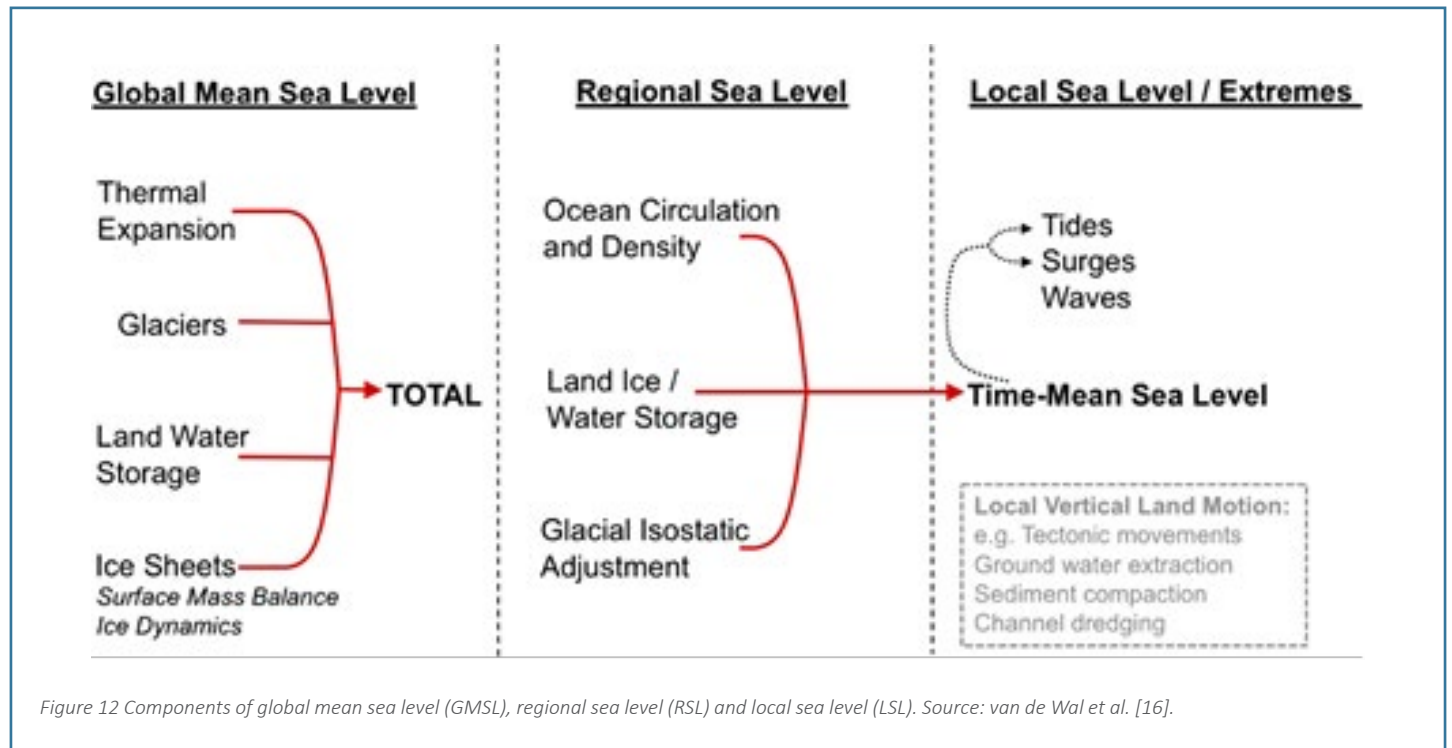 Global Mean Sea Level
Thermal
Expansion
Glaciers
TOTAL
Land Water
Storage
Ice Sheets
Surface Mass Balance
Ice Dynamics
Regional Sea Level
Ocean Circulation
and Density
Land Ice /
Water Storage
Glacial Isostatic
Adjustment
Local Sea Level / Extremes
Tides
Surges
Waves
Time-Mean Sea Level
Local Vertical Land Motion:
e.g. Tectonic movements
Ground water extraction
Sediment compaction
Channel dredging
Figure 12 Components of global mean sea level (GMSL), regional sea level (RSL) and local sea level (LSL). Source: van de Wal et al. [16].